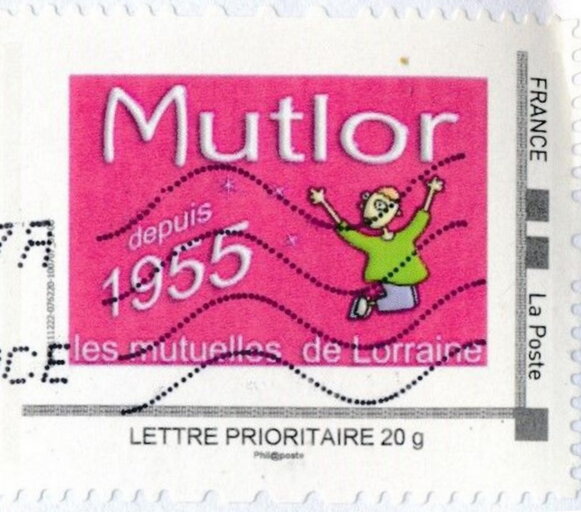 Mutlor
depuis
1955
les mutuelles de Lorraine
FRANCE
La Poste
LETTRE PRIORITAIRE 20 g
Phil@poste